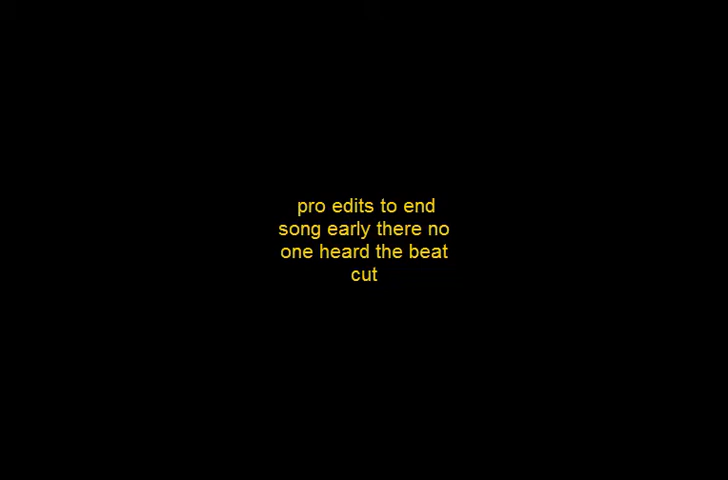 pro edits to end
song early there no
one heard the beat
cut